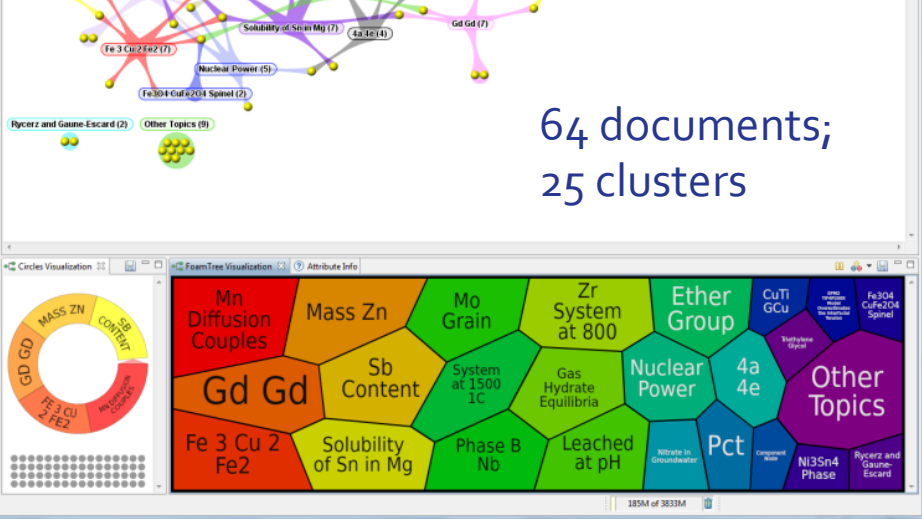 Solubility of Sn in Mg (7)
Gd Gd (7)
4a 4e (4)
Fe 3 Cu 2 Fe2 (7)
Nuclear Power (5)
Fe3O4 CuFe2O4 Spinel (2)
Rycerz and Gaune-Escard (2)
Other Topics (9)
64 documents;
25 clusters
Circles Visualization
FoamTree Visualization
Attribute Info
MASS ZN
SB
CONTENT
GD GD
FE 3 CU
2 FE2
MN DIFFUSION
COUPLES
Mn
Diffusion
Couples
Mass Zn
Mo
Grain
Zr
System
at 800
Ether
Group
CuTi
GCu
Fe3O4
CuFe2O4
Spinel
Triethylene
Glycol
Gd Gd
Sb
Content
System
at 1500
1C
Gas
Hydrate
Equilibria
Nuclear
Power
4a
4e
Other
Topics
Fe 3 Cu 2
Fe2
Solubility
of Sn in Mg
Phase B
Nb
Leached
at pH
Nitrate in
Groundwater
Pct
Component
Wide
Ni3Sn4
Phase
Rycerz and
Gaune-
Escard
185M of 3833M